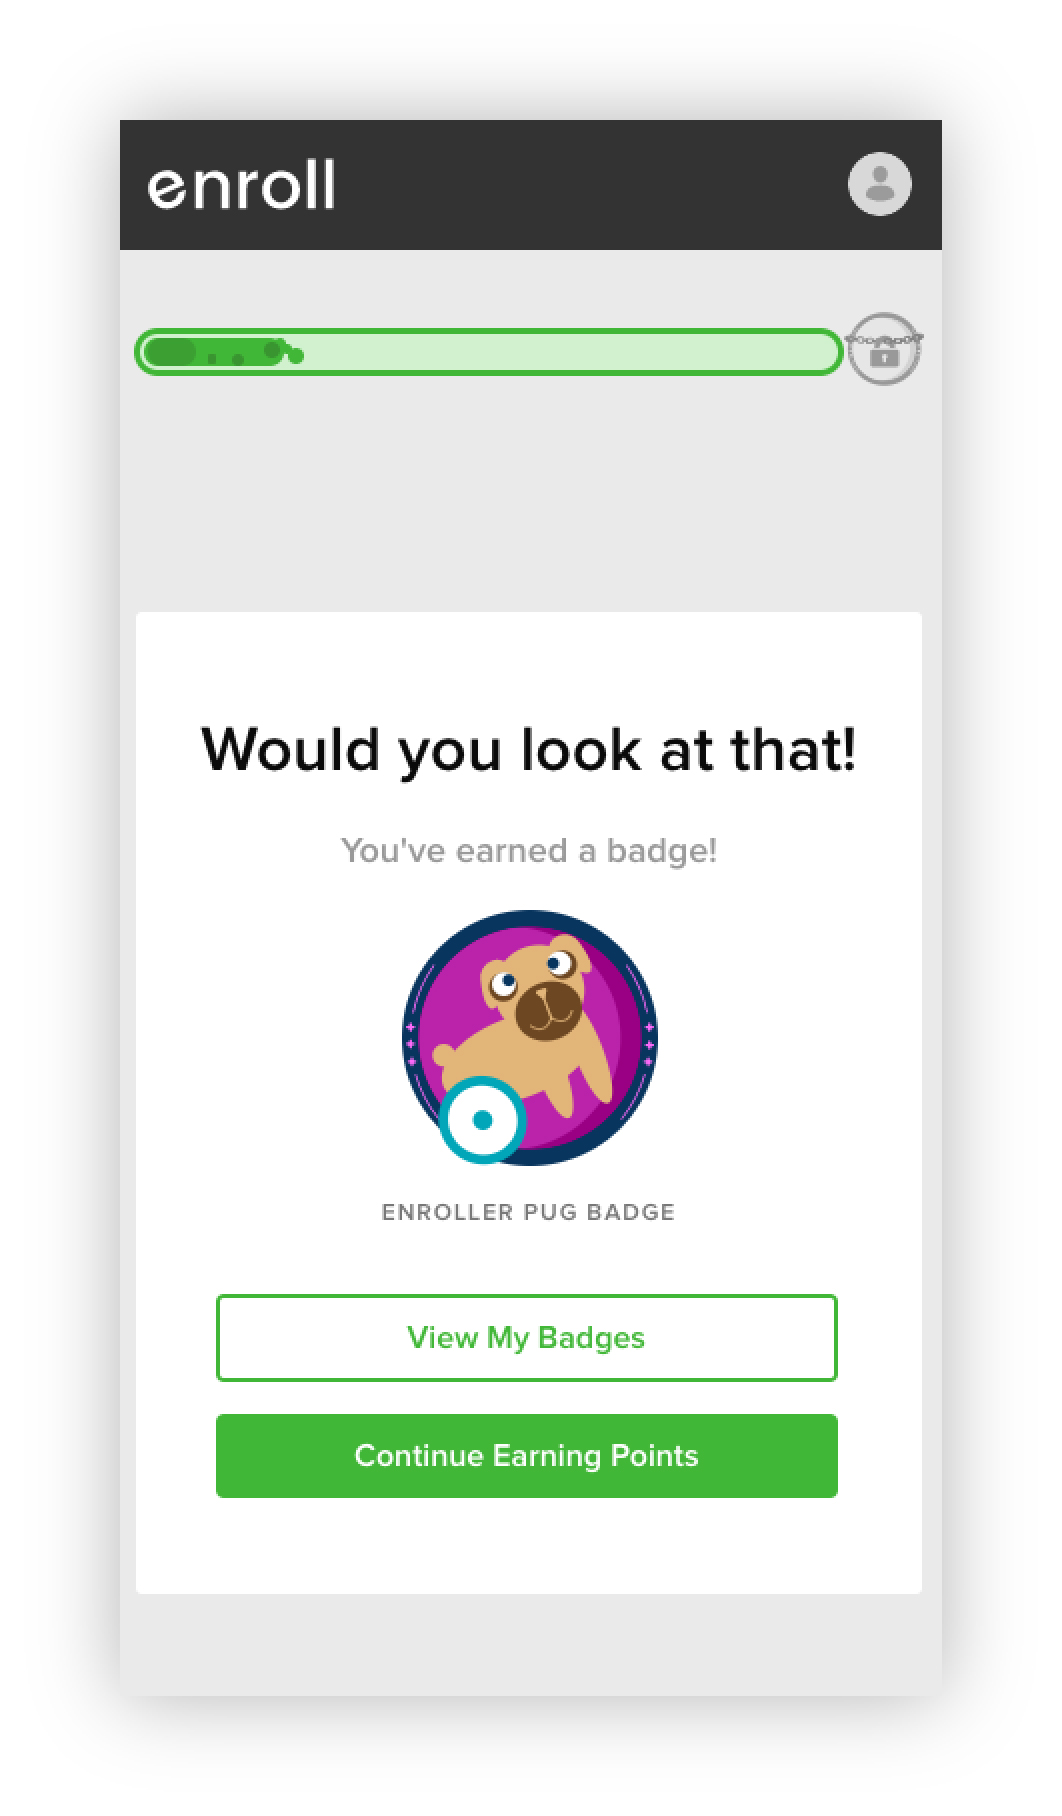 enroll
Would you look at that!
You've earned a badge!
ENROLLER PUG BADGE
View My Badges
Continue Earning Points